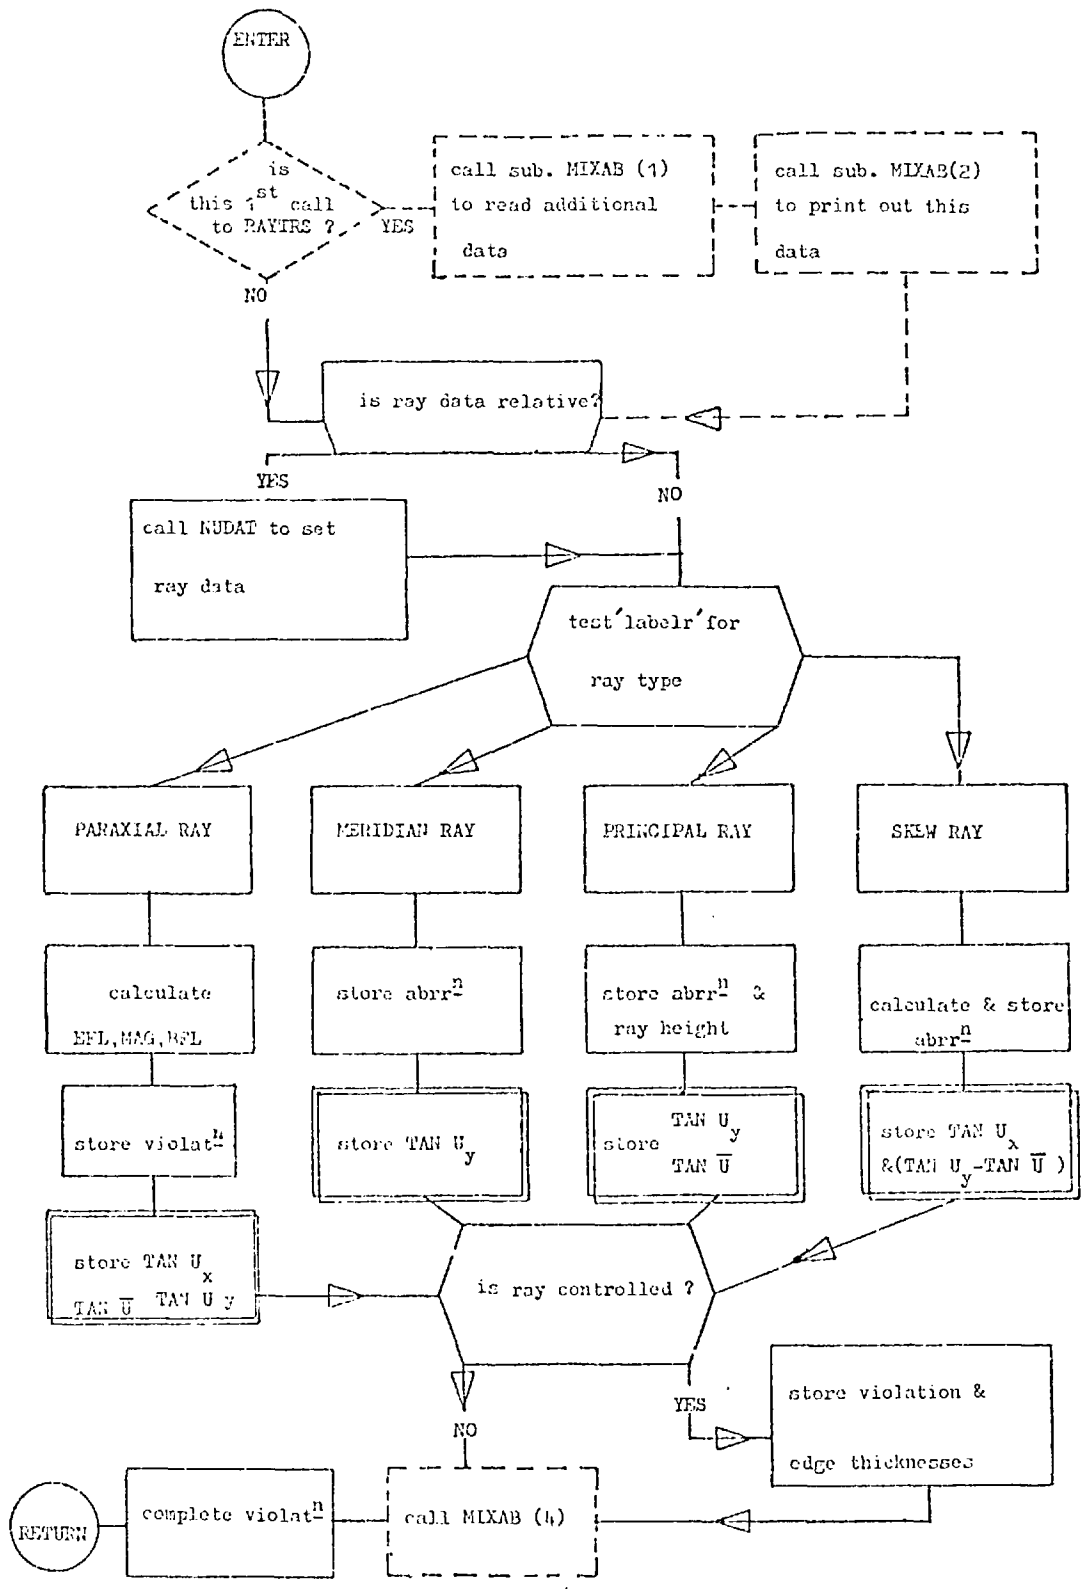 ENTER
is
this 1st call
to RAYTRS ?
YES
call sub. MIXAB (1)
to read additional
data
call sub. MIXAB(2)
to print out this
data
NO
is ray data relative?
YES
NO
call NUDAT to set
ray data
test'labelr'for
ray type
PARAXIAL RAY
MERIDIAN RAY
PRINCIPAL RAY
SKEW RAY
calculate
EFL,MAG,BFL
store abrrn
store abrrn &
ray height
calculate & store
abrrn
store violatn
store TAN Uy
store
TAN Uy
TAN U̅
store TAN Ux
&(TAN Uy-TAN U̅ )
store TAN Ux
TAN U̅ TAN Uy
is ray controlled ?
NO
YES
store violation &
edge thicknesses
RETURN
complete violatn
call MIXAB (4)